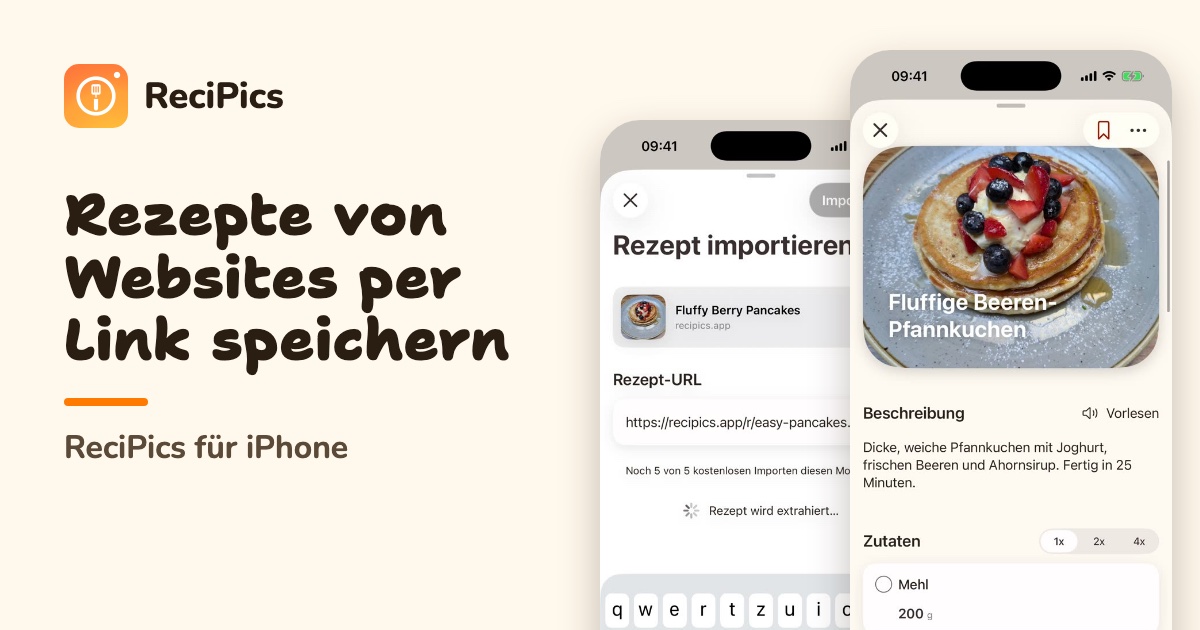 ReciPics
Rezepte von
Websites per
Link speichern
ReciPics für iPhone
09:41
Rezept importieren
Fluffy Berry Pancakes
recipics.app
Rezept-URL
https://recipics.app/r/easy-pancakes.
Noch 5 von 5 kostenlosen Importen diesen
Rezept wird extrahiert...
q w e r t z u i
09:41
Fluffige Beeren-
Pfannkuchen
Beschreibung
Vorlesen
Dicke, weiche Pfannkuchen mit Joghurt,
frischen Beeren und Ahornsirup. Fertig in 25
Minuten.
Zutaten
1x 2x 4x
Mehl
200 g